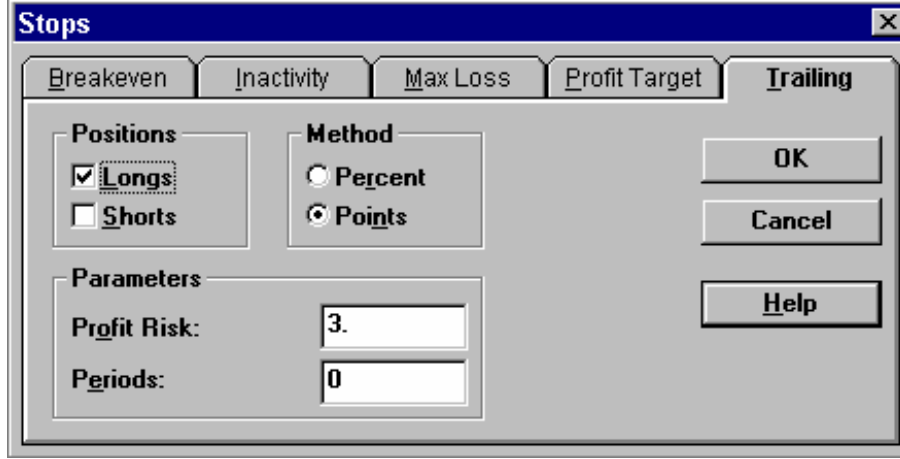 Stops
Breakeven Inactivity Max Loss Profit Target Trailing
Positions
Longs
Shorts
Method
Percent
Points
OK
Cancel
Help
Parameters
Profit Risk: 3.
Periods: 0